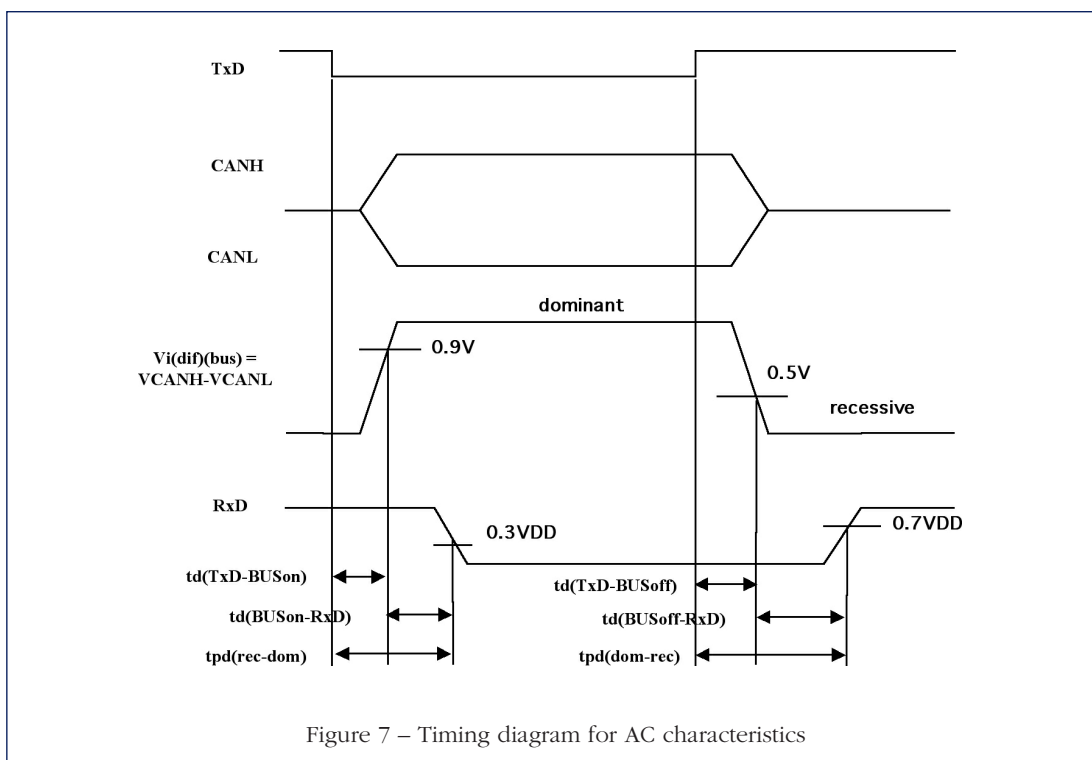 TxD
CANH
CANL
dominant
0.9V
Vi(dif)(bus) =
VCANH-VCANL
0.5V
recessive
RxD
0.3VDD
0.7VDD
td(TxD-BUSon)
td(TxD-BUSoff)
td(BUSon-RxD)
td(BUSoff-RxD)
tpd(rec-dom)
tpd(dom-rec)
Figure 7 – Timing diagram for AC characteristics